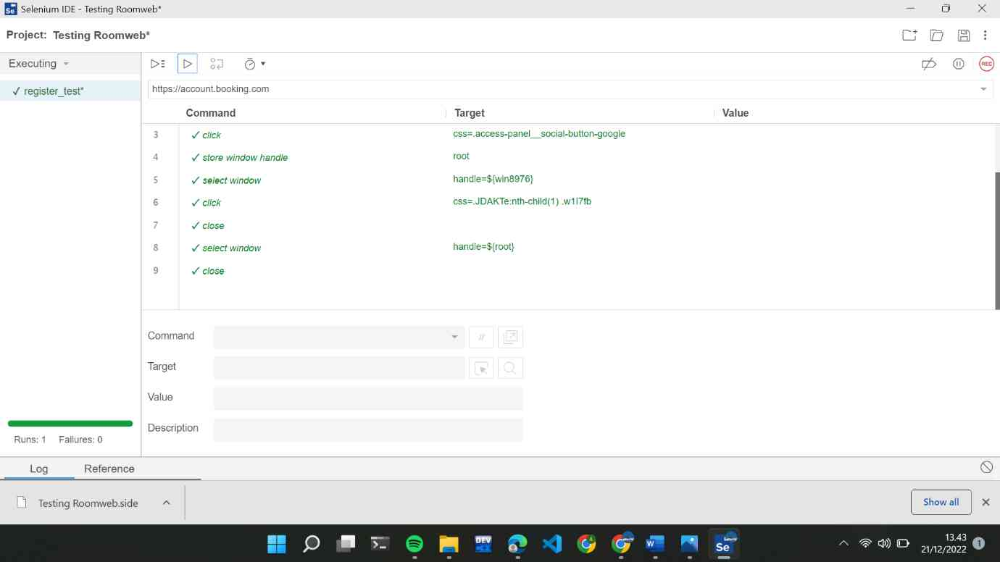 Selenium IDE - Testing Roomweb*
Project: Testing Roomweb*
Executing
REC
✓ register_test*
https://account.booking.com
Command Target Value
3 ✓ click css=.access-panel__social-button-google
4 ✓ store window handle root
5 ✓ select window handle=${win8976}
6 ✓ click css=.JDAKTe:nth-child(1) .w1I7fb
7 ✓ close
8 ✓ select window handle=${root}
9 ✓ close
Command //
Target
Value
Description
Runs: 1 Failures: 0
Log Reference
Testing Roomweb.side
Show all
DEV
W
Se
13.43
21/12/2022
1